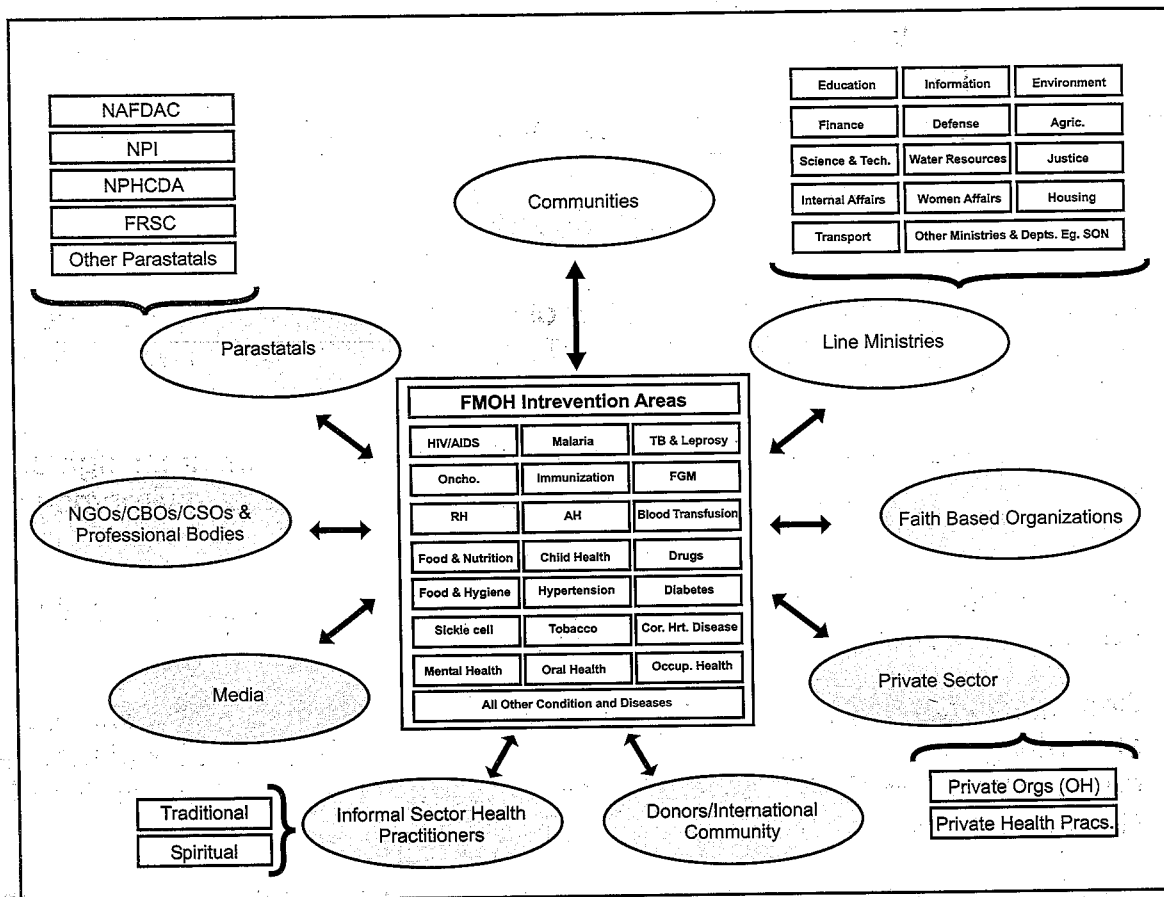 NAFDAC
NPI
NPHCDA
FRSC
Other Parastatals
Parastatals
Communities
Education
Information
Environment
Finance
Defense
Agric.
Science & Tech.
Water Resources
Justice
Internal Affairs
Women Affairs
Housing
Transport
Other Ministries & Depts. Eg. SON
Line Ministries
FMOH Intrevention Areas
HIV/AIDS
Malaria
TB & Leprosy
Oncho.
Immunization
FGM
RH
AH
Blood Transfusion
Food & Nutrition
Child Health
Drugs
Food & Hygiene
Hypertension
Diabetes
Sickle cell
Tobacco
Cor. Hrt. Disease
Mental Health
Oral Health
Occup. Health
All Other Condition and Diseases
NGOs/CBOs/CSOs &
Professional Bodies
Faith Based Organizations
Media
Private Sector
Private Orgs (OH)
Private Health Pracs.
Traditional
Spiritual
Informal Sector Health
Practitioners
Donors/International
Community